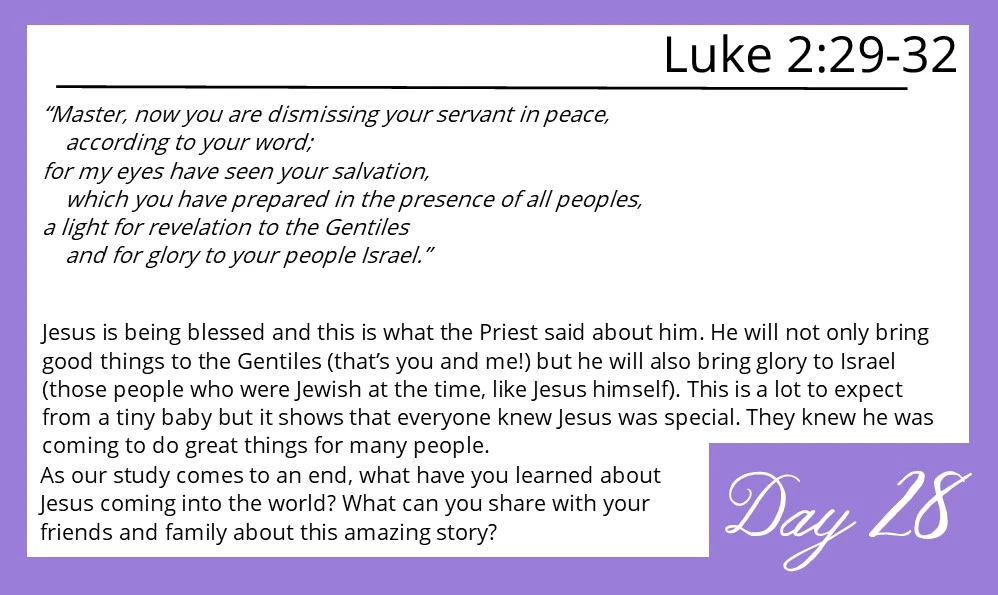 Luke 2:29-32
“Master, now you are dismissing your servant in peace,
according to your word;
for my eyes have seen your salvation,
which you have prepared in the presence of all peoples,
a light for revelation to the Gentiles
and for glory to your people Israel.”
Jesus is being blessed and this is what the Priest said about him. He will not only bring
good things to the Gentiles (that’s you and me!) but he will also bring glory to Israel
(those people who were Jewish at the time, like Jesus himself). This is a lot to expect
from a tiny baby but it shows that everyone knew Jesus was special. They knew he was
coming to do great things for many people.
As our study comes to an end, what have you learned about
Jesus coming into the world? What can you share with your
friends and family about this amazing story?
Day 28